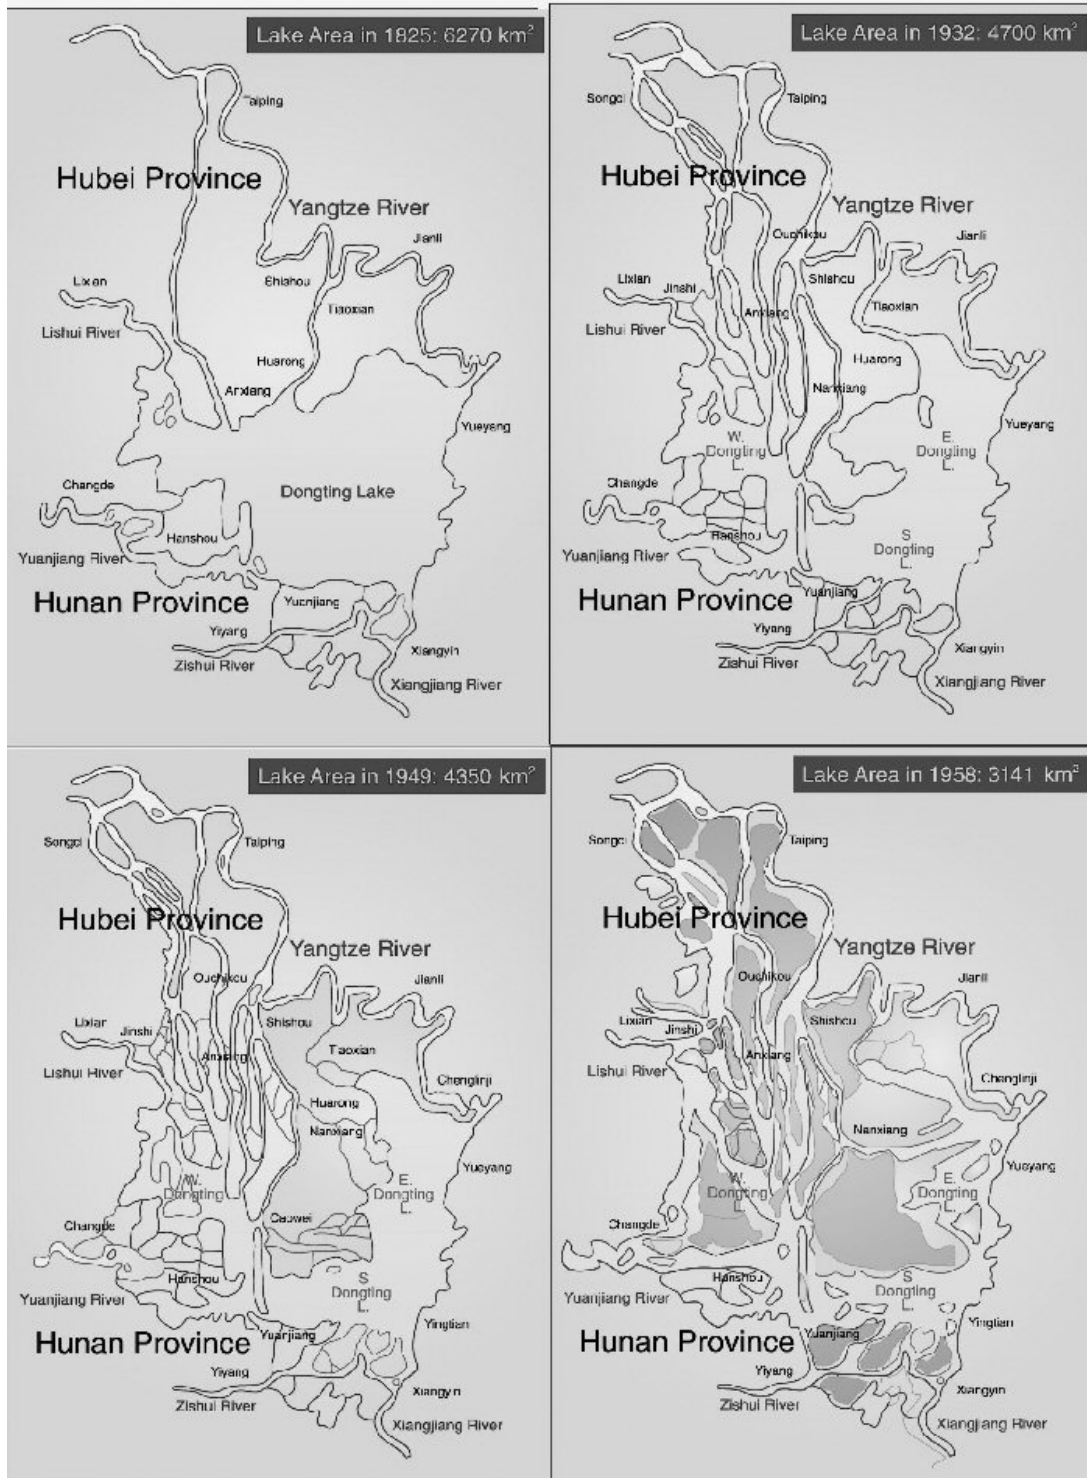 Lake Area in 1825: 6270 km²
Taiping
Hubei Province
Yangtze River
Jianli
Lixian
Shishou
Tiaoxian
Lishui River
Huarong
Anxiang
Yueyang
Changde
Dongting Lake
Hanshou
Yuanjiang River
Hunan Province
Yuanjiang
Yiyang
Zishui River
Xiangyin
Xiangjiang River
Lake Area in 1932: 4700 km²
Songci
Taiping
Hubei Province
Yangtze River
Ouchikou
Jianli
Lixian
Jinshi
Shishou
Anxiang
Tiaoxian
Lishui River
Huarong
Nanxiang
Yueyang
W.
Dongting
L.
E.
Dongting
L.
Changde
Hanshou
S
Dongting
L.
Yuanjiang River
Hunan Province
Yuanjiang
Yiyang
Zishui River
Xiangyin
Xiangjiang River
Lake Area in 1949: 4350 km²
Songci
Taiping
Hubei Province
Yangtze River
Ouchikou
Jianli
Lixian
Jinshi
Shishou
Anxiang
Tiaoxian
Lishui River
Chenglinji
Huarong
Nanxiang
Yueyang
W.
Dongting
L.
E.
Dongting
L.
Changde
Caowei
Hanshou
S
Dongting
L.
Yuanjiang River
Yingtian
Hunan Province
Yuanjiang
Yiyang
Zishui River
Xiangyin
Xiangjiang River
Lake Area in 1958: 3141 km²
Songci
Taiping
Hubei Province
Yangtze River
Ouchikou
Jianli
Lixian
Jinshi
Shishou
Anxiang
Lishui River
Chenglinji
Nanxiang
Yueyang
W.
Dongting
L.
E.
Dongting
L.
Changde
Hanshou
S
Dongting
L.
Yuanjiang River
Yingtian
Hunan Province
Yuanjiang
Yiyang
Zishui River
Xiangyin
Xiangjiang River